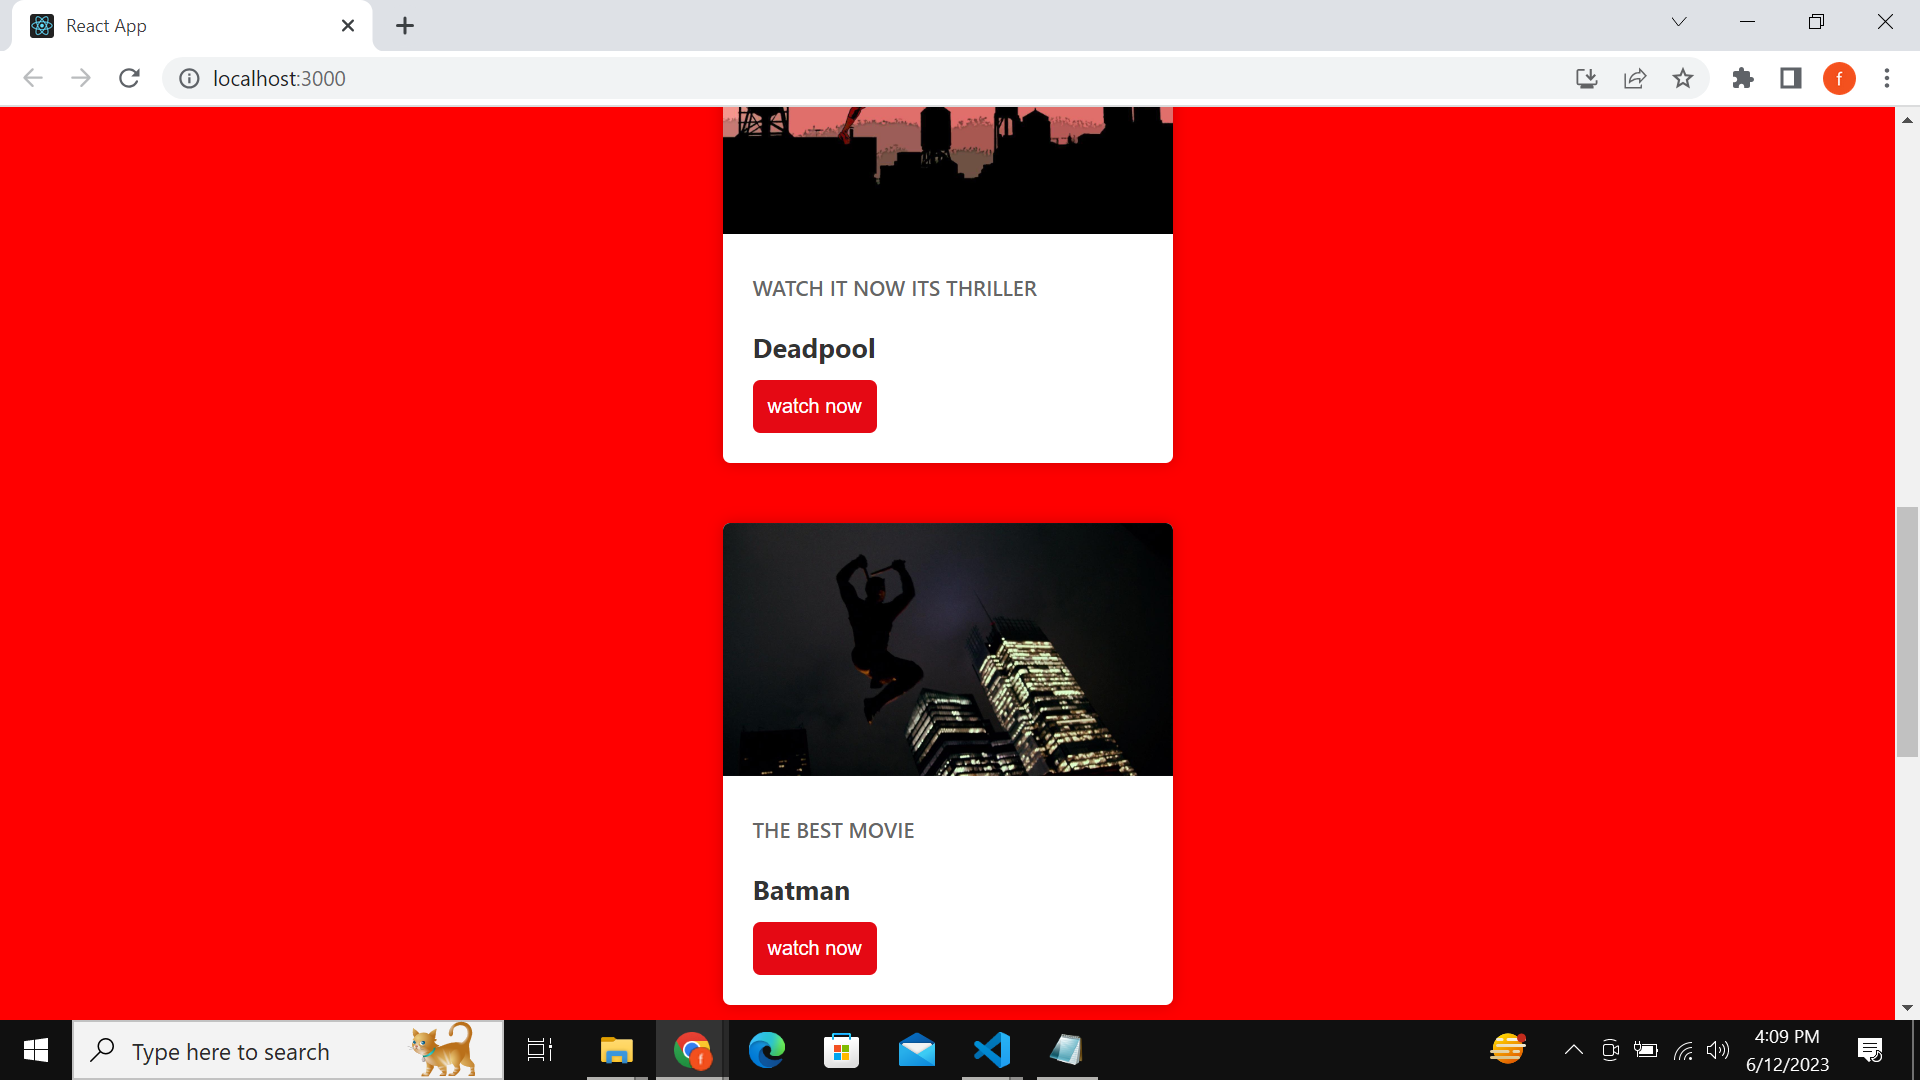 React App
localhost:3000
f
WATCH IT NOW ITS THRILLER
Deadpool
watch now
THE BEST MOVIE
Batman
watch now
Type here to search
f
4:09 PM
6/12/2023